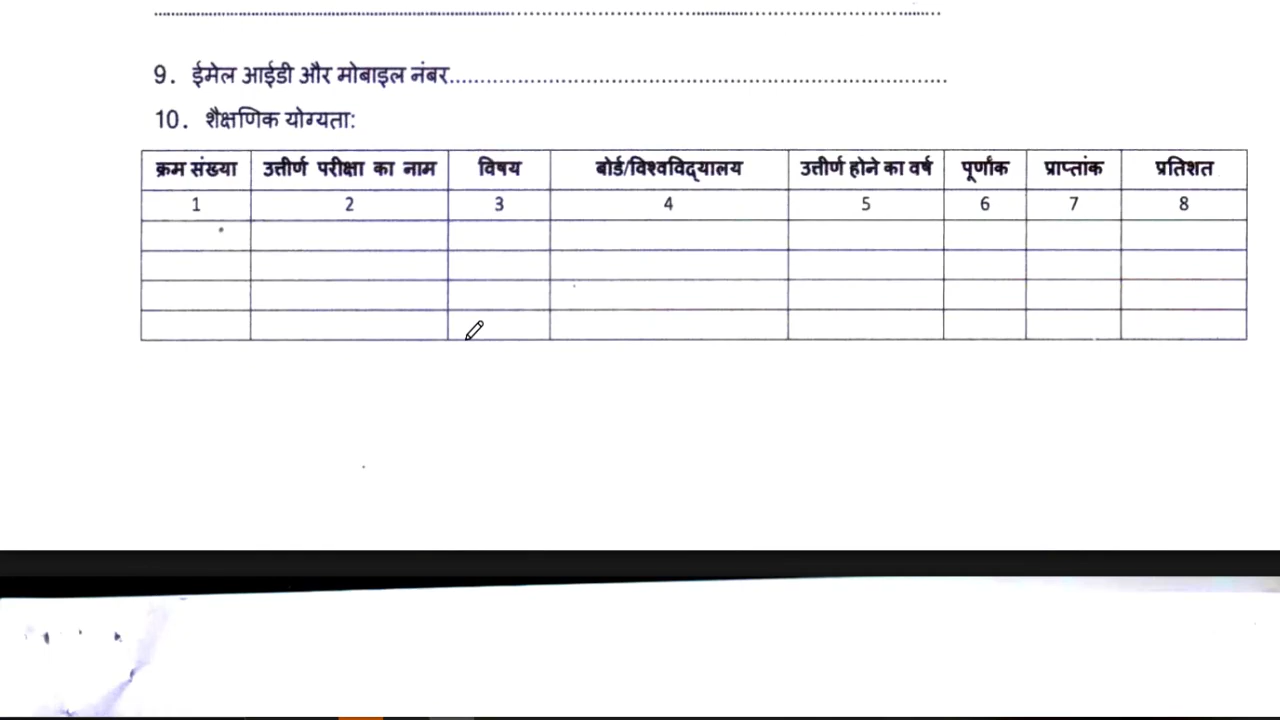 9. ईमेल आईडी और मोबाइल नंबर................................................................
10. शैक्षणिक योग्यता:
क्रम संख्या उत्तीर्ण परीक्षा का नाम विषय बोर्ड/विश्वविद्यालय उत्तीर्ण होने का वर्ष पूर्णांक प्राप्तांक प्रतिशत
1 2 3 4 5 6 7 8